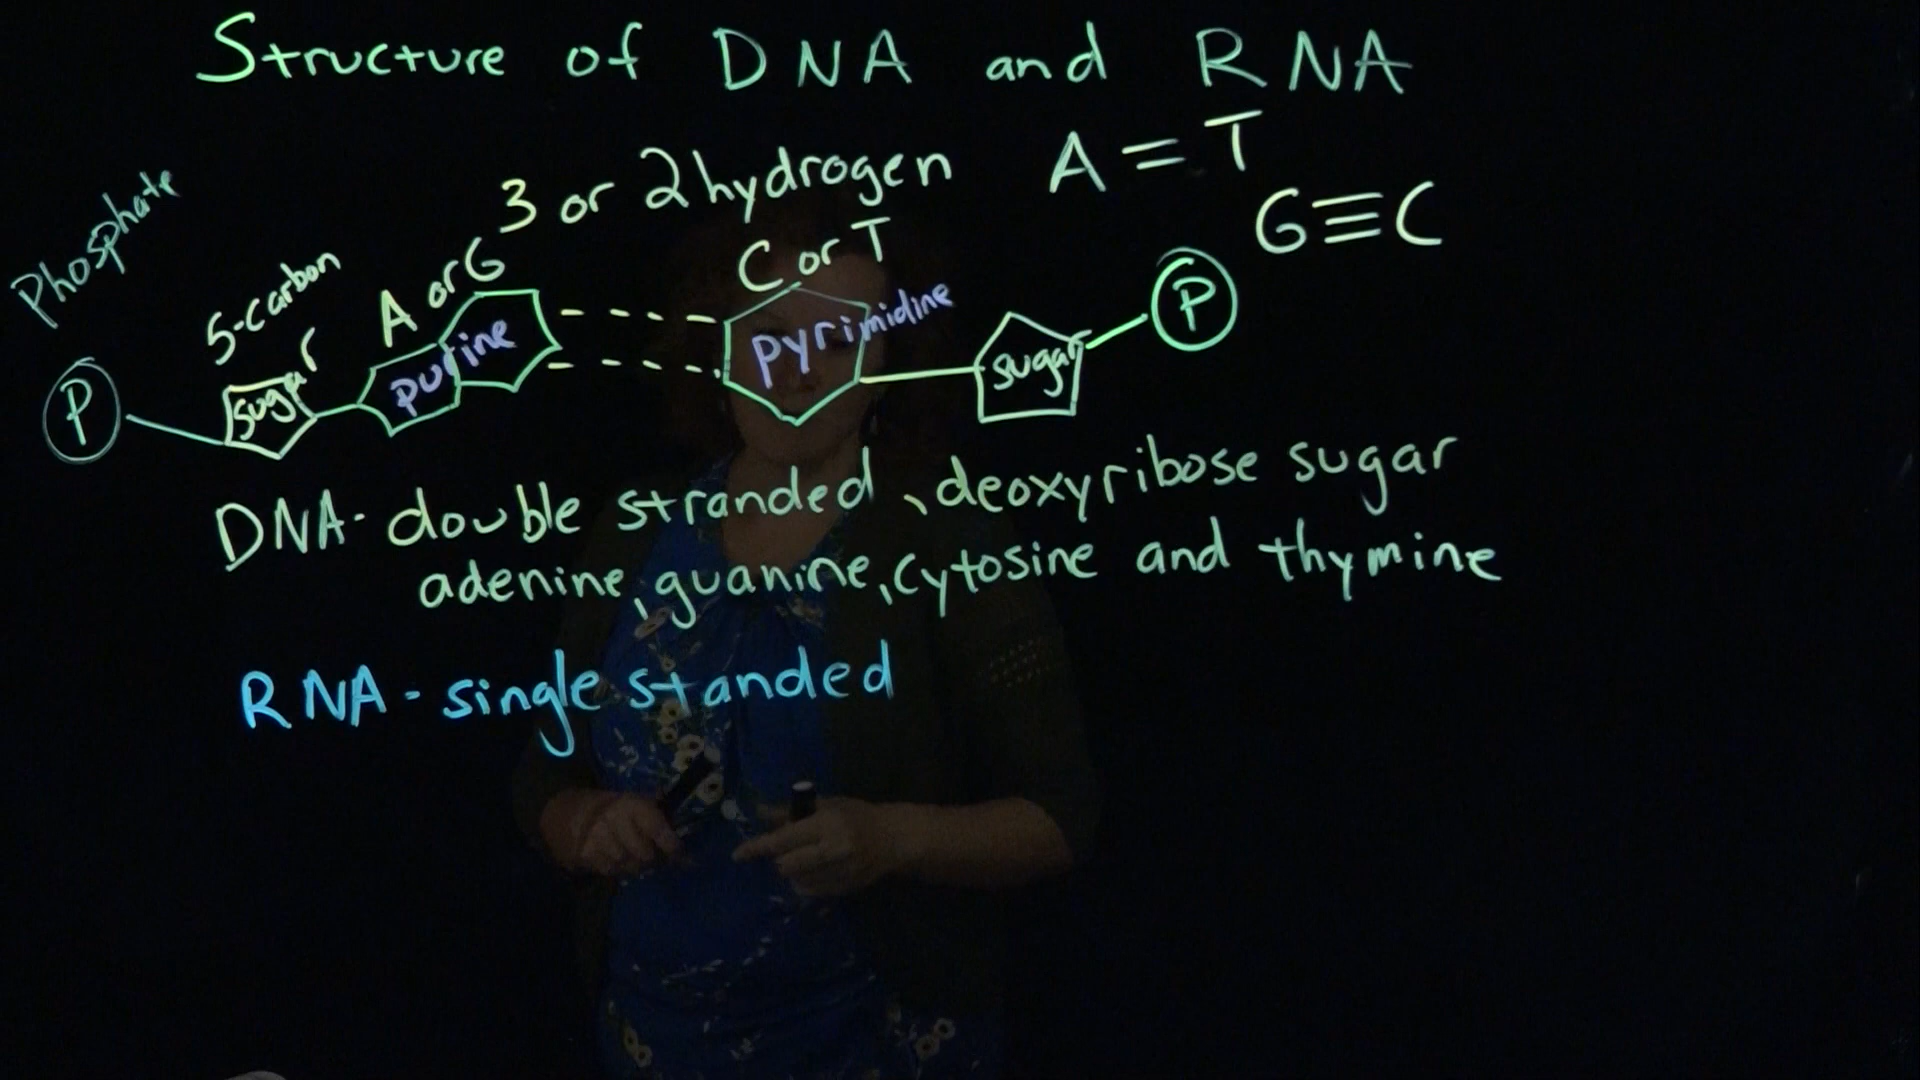 Structure of DNA and RNA
A = T
3 or 2 hydrogen
G ≡ C
Phosphate
5-carbon
A or G
C or T
P
sugar
purine
pyrimidine
sugar
P
DNA - double stranded, deoxyribose sugar
adenine, guanine, cytosine and thymine
RNA - single standed